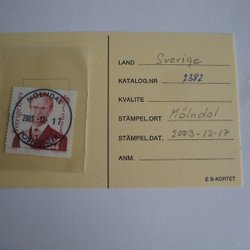 LAND Sverige
KATALOG.NR 2382
KVALITE
STÄMPEL.ORT Mölndal
STÄMPEL.DAT. 2003-12-17
ANM.
E B-KORTET
MÖLNDAL
2003 -12- 17